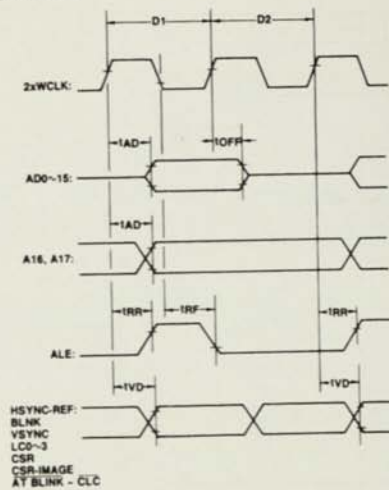 D1 D2
2xWCLK:
tAD tOFF
AD0~15:
tAD
A16, A17:
tRR tRF tRR
ALE:
tVD tVD
HSYNC-REF:
BLNK
VSYNC
LC0~3
CSR
CSR-IMAGE
AT BLINK - CLC